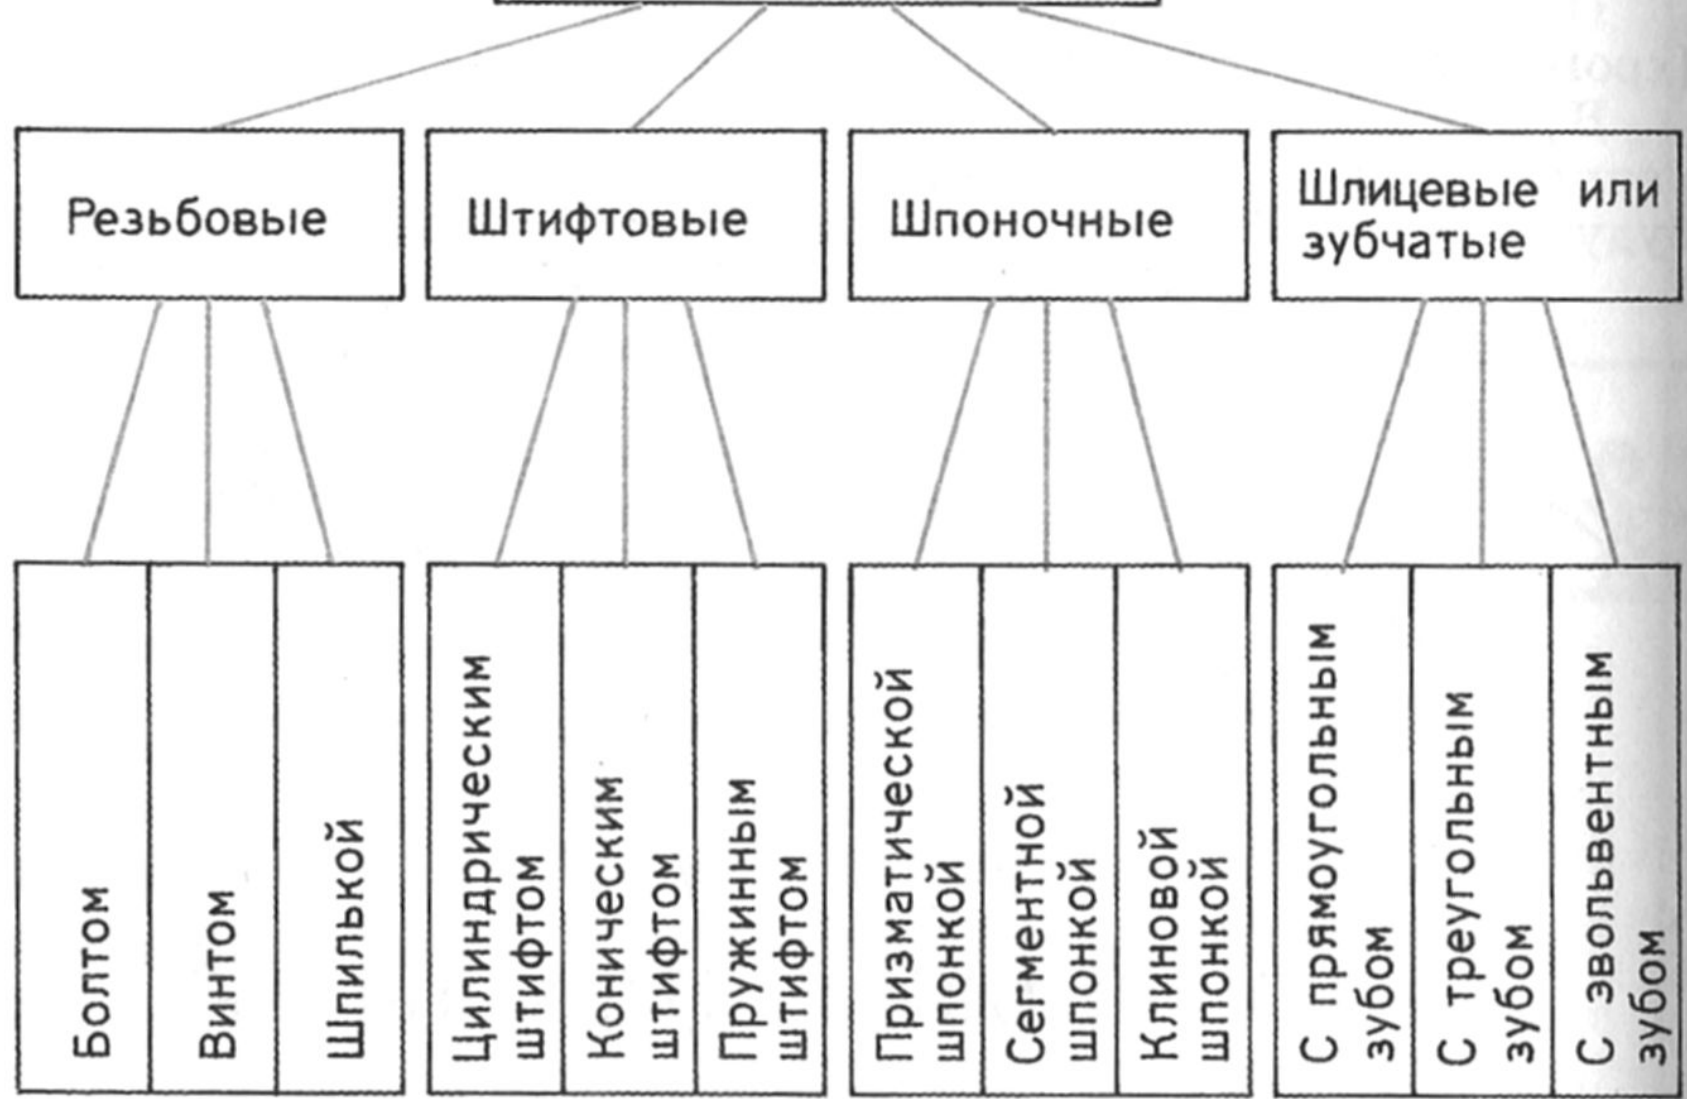 Резьбовые
Штифтовые
Шпоночные
Шлицевые или
зубчатые
Болтом
Винтом
Шпилькой
Цилиндрическим
штифтом
Коническим
штифтом
Пружинным
штифтом
Призматической
шпонкой
Сегментной
шпонкой
Клиновой
шпонкой
С прямоугольным
зубом
С треугольным
зубом
С эвольвентным
зубом